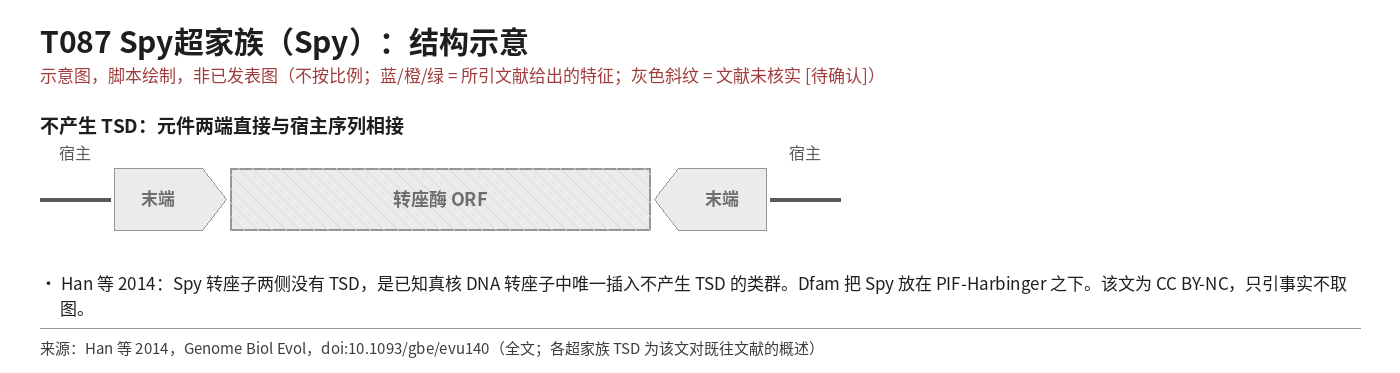 T087 Spy超家族（Spy）：结构示意
示意图，脚本绘制，非已发表图（不按比例；蓝/橙/绿 = 所引文献给出的特征；灰色斜纹 = 文献未核实 [待确认]）
不产生 TSD：元件两端直接与宿主序列相接
宿主
宿主
末端
转座酶 ORF
末端
• Han 等 2014：Spy 转座子两侧没有 TSD，是已知真核 DNA 转座子中唯一插入不产生 TSD 的类群。Dfam 把 Spy 放在 PIF-Harbinger 之下。该文为 CC BY-NC，只引事实不取
图。
来源：Han 等 2014，Genome Biol Evol，doi:10.1093/gbe/evu140（全文；各超家族 TSD 为该文对既往文献的概述）